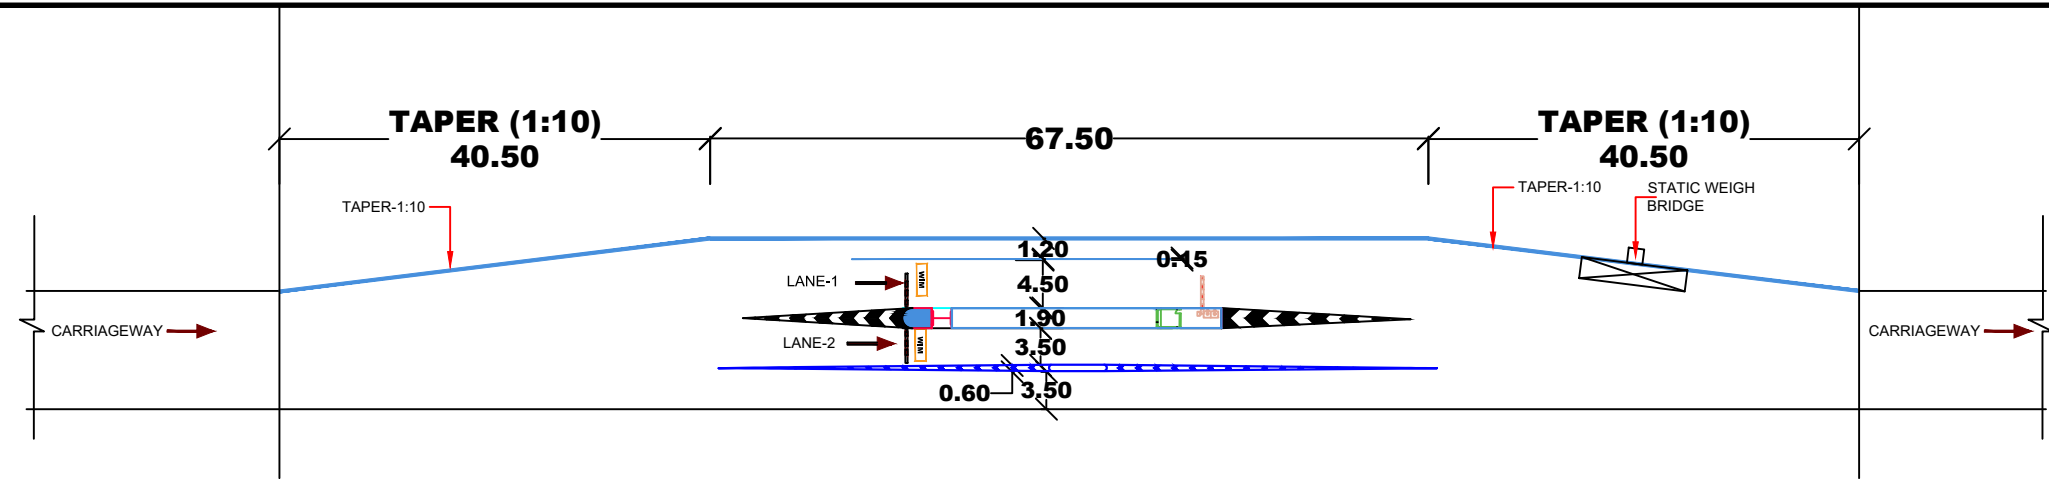 TAPER (1:10)
40.50
67.50
TAPER (1:10)
40.50
TAPER-1:10
TAPER-1:10
STATIC WEIGH
BRIDGE
1.20
0.15
LANE-1
WIM
4.50
CARRIAGEWAY
1.90
CARRIAGEWAY
LANE-2
WIM
3.50
0.60
3.50